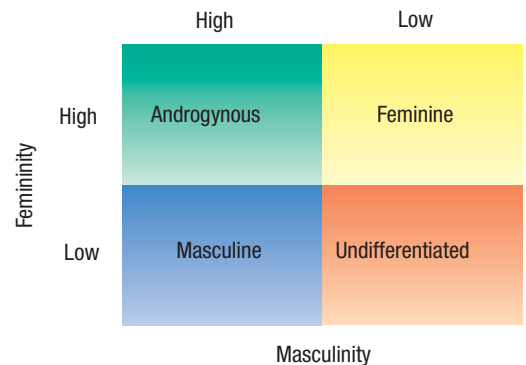 High Low
High Androgynous Feminine
Femininity
Low Masculine Undifferentiated
Masculinity